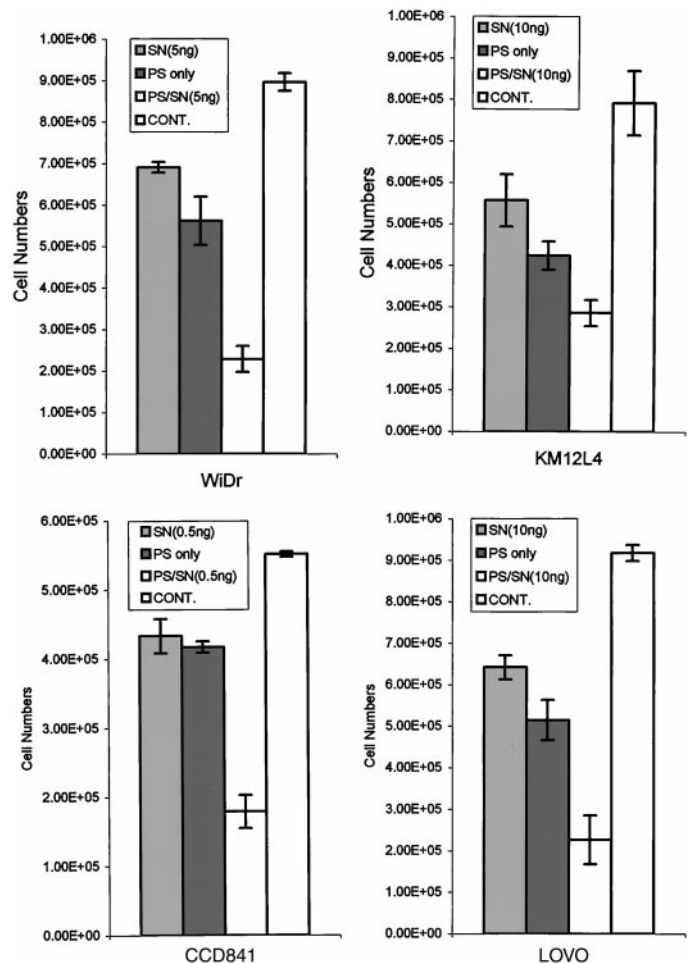 1.00E+06
9.00E+05
8.00E+05
7.00E+05
6.00E+05
5.00E+05
4.00E+05
3.00E+05
2.00E+05
1.00E+05
0.00E+00
Cell Numbers
SN(5ng)
PS only
PS/SN(5ng)
CONT.
WiDr
1.00E+06
9.00E+05
8.00E+05
7.00E+05
6.00E+05
5.00E+05
4.00E+05
3.00E+05
2.00E+05
1.00E+05
0.00E+00
Cell Numbers
SN(10ng)
PS only
PS/SN(10ng)
CONT.
KM12L4
6.00E+05
5.00E+05
4.00E+05
3.00E+05
2.00E+05
1.00E+05
0.00E+00
Cell Numbers
SN(0.5ng)
PS only
PS/SN(0.5ng)
CONT.
CCD841
1.00E+06
9.00E+05
8.00E+05
7.00E+05
6.00E+05
5.00E+05
4.00E+05
3.00E+05
2.00E+05
1.00E+05
0.00E+00
Cell Numbers
SN(10ng)
PS only
PS/SN(10ng)
CONT.
LOVO